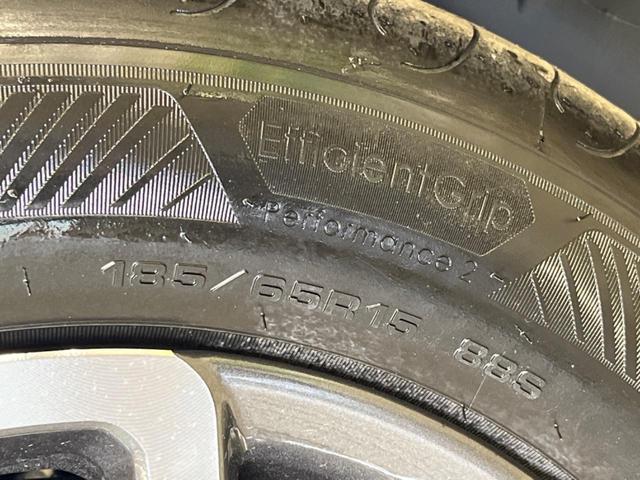 EfficientGrip
Performance 2
185/65R15 88S